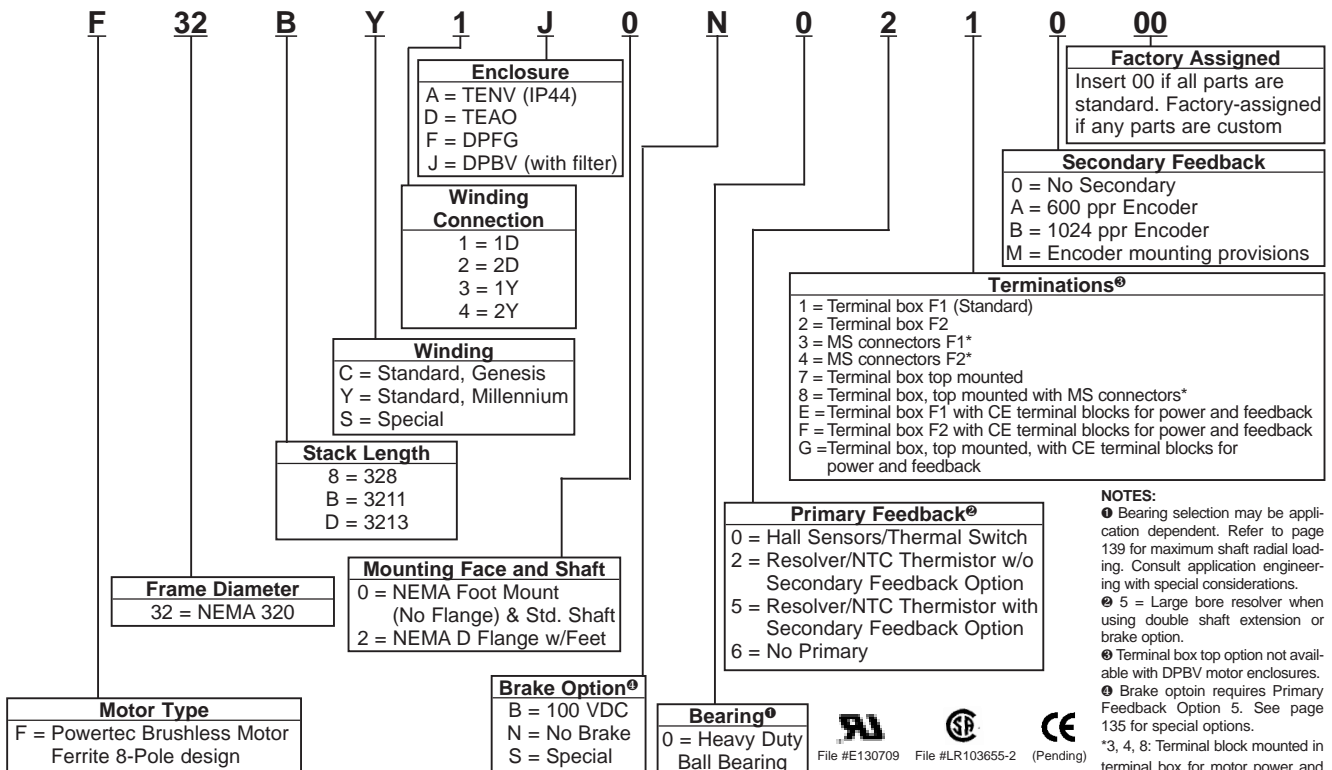 F 32 B Y 1 J 0 N 0 2 1 0 00
Enclosure
A = TENV (IP44)
D = TEAO
F = DPFG
J = DPBV (with filter)
Factory Assigned
Insert 00 if all parts are
standard. Factory-assigned
if any parts are custom
Secondary Feedback
0 = No Secondary
A = 600 ppr Encoder
B = 1024 ppr Encoder
M = Encoder mounting provisions
Winding
Connection
1 = 1D
2 = 2D
3 = 1Y
4 = 2Y
Terminations❸
1 = Terminal box F1 (Standard)
2 = Terminal box F2
3 = MS connectors F1*
4 = MS connectors F2*
7 = Terminal box top mounted
8 = Terminal box, top mounted with MS connectors*
E = Terminal box F1 with CE terminal blocks for power and feedback
F = Terminal box F2 with CE terminal blocks for power and feedback
G =Terminal box, top mounted, with CE terminal blocks for
power and feedback
Winding
C = Standard, Genesis
Y = Standard, Millennium
S = Special
Stack Length
8 = 328
B = 3211
D = 3213
Primary Feedback❷
0 = Hall Sensors/Thermal Switch
2 = Resolver/NTC Thermistor w/o
Secondary Feedback Option
5 = Resolver/NTC Thermistor with
Secondary Feedback Option
6 = No Primary
Mounting Face and Shaft
0 = NEMA Foot Mount
(No Flange) & Std. Shaft
2 = NEMA D Flange w/Feet
Frame Diameter
32 = NEMA 320
Motor Type
F = Powertec Brushless Motor
Ferrite 8-Pole design
Brake Option❹
B = 100 VDC
N = No Brake
S = Special
Bearing❶
0 = Heavy Duty
Ball Bearing
File #E130709
File #LR103655-2
CE
(Pending)
NOTES:
❶ Bearing selection may be appli-
cation dependent. Refer to page
139 for maximum shaft radial load-
ing. Consult application engineer-
ing with special considerations.
❷ 5 = Large bore resolver when
using double shaft extension or
brake option.
❸ Terminal box top option not avail-
able with DPBV motor enclosures.
❹ Brake optoin requires Primary
Feedback Option 5. See page
135 for special options.
*3, 4, 8: Terminal block mounted in
terminal box for motor power and